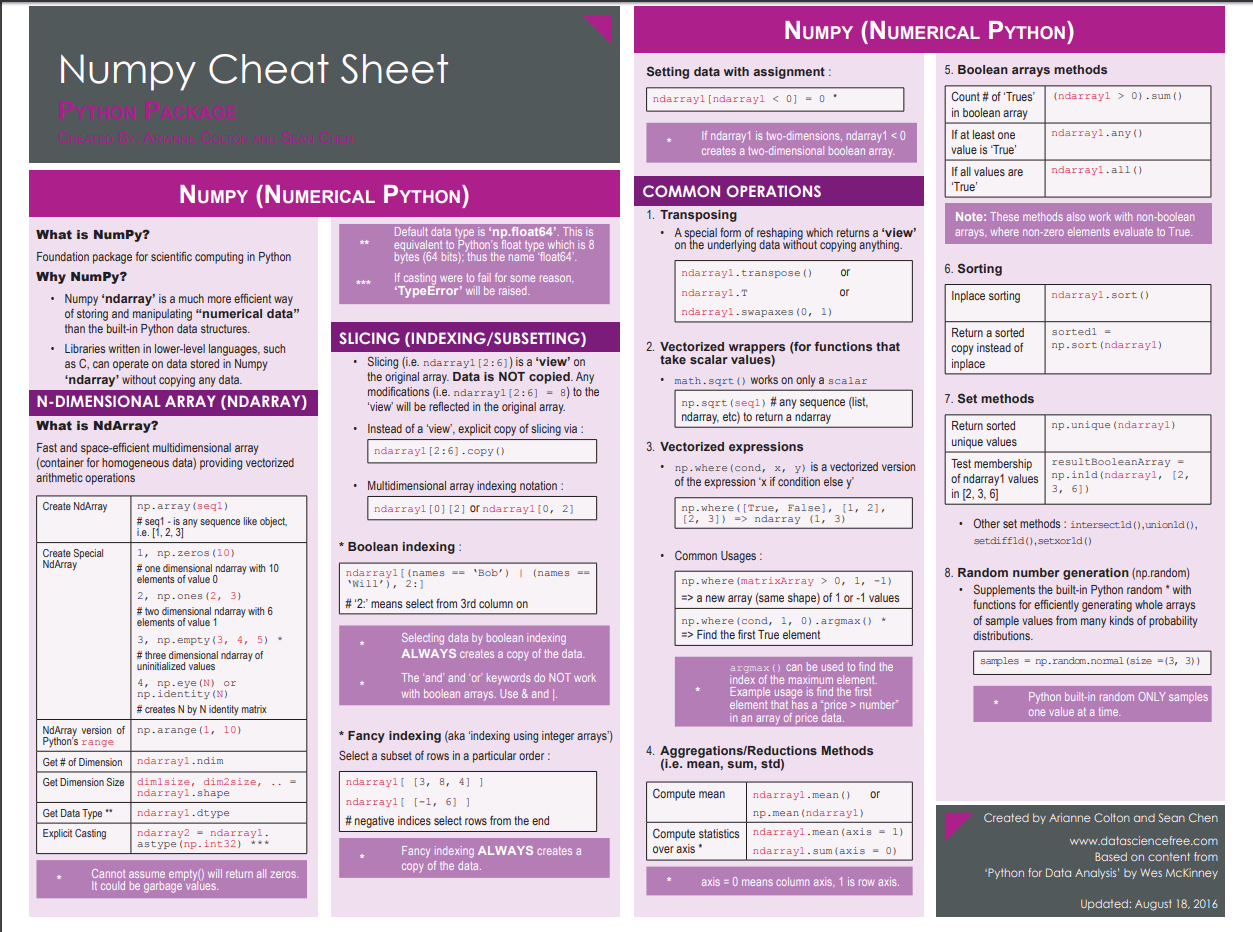 Numpy Cheat Sheet
Python Package
Created By: Arianne Colton and Sean Chen
Numpy (Numerical Python)
What is NumPy?
Foundation package for scientific computing in Python
Why NumPy?
• Numpy ‘ndarray’ is a much more efficient way
of storing and manipulating “numerical data”
than the built-in Python data structures.
• Libraries written in lower-level languages, such
as C, can operate on data stored in Numpy
‘ndarray’ without copying any data.
N-DIMENSIONAL ARRAY (NDARRAY)
What is NdArray?
Fast and space-efficient multidimensional array
(container for homogeneous data) providing vectorized
arithmetic operations
Create NdArray
np.array(seq1)
# seq1 - is any sequence like object,
i.e. [1, 2, 3]
Create Special
NdArray
1, np.zeros(10)
# one dimensional ndarray with 10
elements of value 0
2, np.ones(2, 3)
# two dimensional ndarray with 6
elements of value 1
3, np.empty(3, 4, 5) *
# three dimensional ndarray of
uninitialized values
4, np.eye(N) or
np.identity(N)
# creates N by N identity matrix
NdArray version of
Python’s range
np.arange(1, 10)
Get # of Dimension
ndarray1.ndim
Get Dimension Size
dim1size, dim2size, .. =
ndarray1.shape
Get Data Type **
ndarray1.dtype
Explicit Casting
ndarray2 = ndarray1.
astype(np.int32) ***
* Cannot assume empty() will return all zeros.
It could be garbage values.
** Default data type is ‘np.float64’. This is
equivalent to Python’s float type which is 8
bytes (64 bits); thus the name ‘float64’.
*** If casting were to fail for some reason,
‘TypeError’ will be raised.
SLICING (INDEXING/SUBSETTING)
• Slicing (i.e. ndarray1[2:6]) is a ‘view’ on
the original array. Data is NOT copied. Any
modifications (i.e. ndarray1[2:6] = 8) to the
‘view’ will be reflected in the original array.
• Instead of a ‘view’, explicit copy of slicing via :
ndarray1[2:6].copy()
• Multidimensional array indexing notation :
ndarray1[0][2] or ndarray1[0, 2]
* Boolean indexing :
ndarray1[(names == ‘Bob’) | (names ==
‘Will’), 2:]
# ‘2:’ means select from 3rd column on
* Selecting data by boolean indexing
ALWAYS creates a copy of the data.
* The ‘and’ and ‘or’ keywords do NOT work
with boolean arrays. Use & and |.
* Fancy indexing (aka ‘indexing using integer arrays’)
Select a subset of rows in a particular order :
ndarray1[ [3, 8, 4] ]
ndarray1[ [-1, 6] ]
# negative indices select rows from the end
* Fancy indexing ALWAYS creates a
copy of the data.
Numpy (Numerical Python)
Setting data with assignment :
ndarray1[ndarray1 < 0] = 0 *
* If ndarray1 is two-dimensions, ndarray1 < 0
creates a two-dimensional boolean array.
COMMON OPERATIONS
1. Transposing
• A special form of reshaping which returns a ‘view’
on the underlying data without copying anything.
ndarray1.transpose() or
ndarray1.T or
ndarray1.swapaxes(0, 1)
2. Vectorized wrappers (for functions that
take scalar values)
• math.sqrt() works on only a scalar
np.sqrt(seq1) # any sequence (list,
ndarray, etc) to return a ndarray
3. Vectorized expressions
• np.where(cond, x, y) is a vectorized version
of the expression ‘x if condition else y’
np.where([True, False], [1, 2],
[2, 3]) => ndarray (1, 3)
• Common Usages :
np.where(matrixArray > 0, 1, -1)
=> a new array (same shape) of 1 or -1 values
np.where(cond, 1, 0).argmax() *
=> Find the first True element
* argmax() can be used to find the
index of the maximum element.
Example usage is find the first
element that has a “price > number”
in an array of price data.
4. Aggregations/Reductions Methods
(i.e. mean, sum, std)
Compute mean
ndarray1.mean() or
np.mean(ndarray1)
Compute statistics
over axis *
ndarray1.mean(axis = 1)
ndarray1.sum(axis = 0)
* axis = 0 means column axis, 1 is row axis.
5. Boolean arrays methods
Count # of ‘Trues’
in boolean array
(ndarray1 > 0).sum()
If at least one
value is ‘True’
ndarray1.any()
If all values are
‘True’
ndarray1.all()
Note: These methods also work with non-boolean
arrays, where non-zero elements evaluate to True.
6. Sorting
Inplace sorting
ndarray1.sort()
Return a sorted
copy instead of
inplace
sorted1 =
np.sort(ndarray1)
7. Set methods
Return sorted
unique values
np.unique(ndarray1)
Test membership
of ndarray1 values
in [2, 3, 6]
resultBooleanArray =
np.in1d(ndarray1, [2,
3, 6])
• Other set methods : intersect1d(),union1d(),
setdiff1d(),setxor1d()
8. Random number generation (np.random)
• Supplements the built-in Python random * with
functions for efficiently generating whole arrays
of sample values from many kinds of probability
distributions.
samples = np.random.normal(size =(3, 3))
* Python built-in random ONLY samples
one value at a time.
Created by Arianne Colton and Sean Chen
www.datasciencefree.com
Based on content from
‘Python for Data Analysis’ by Wes McKinney
Updated: August 18, 2016